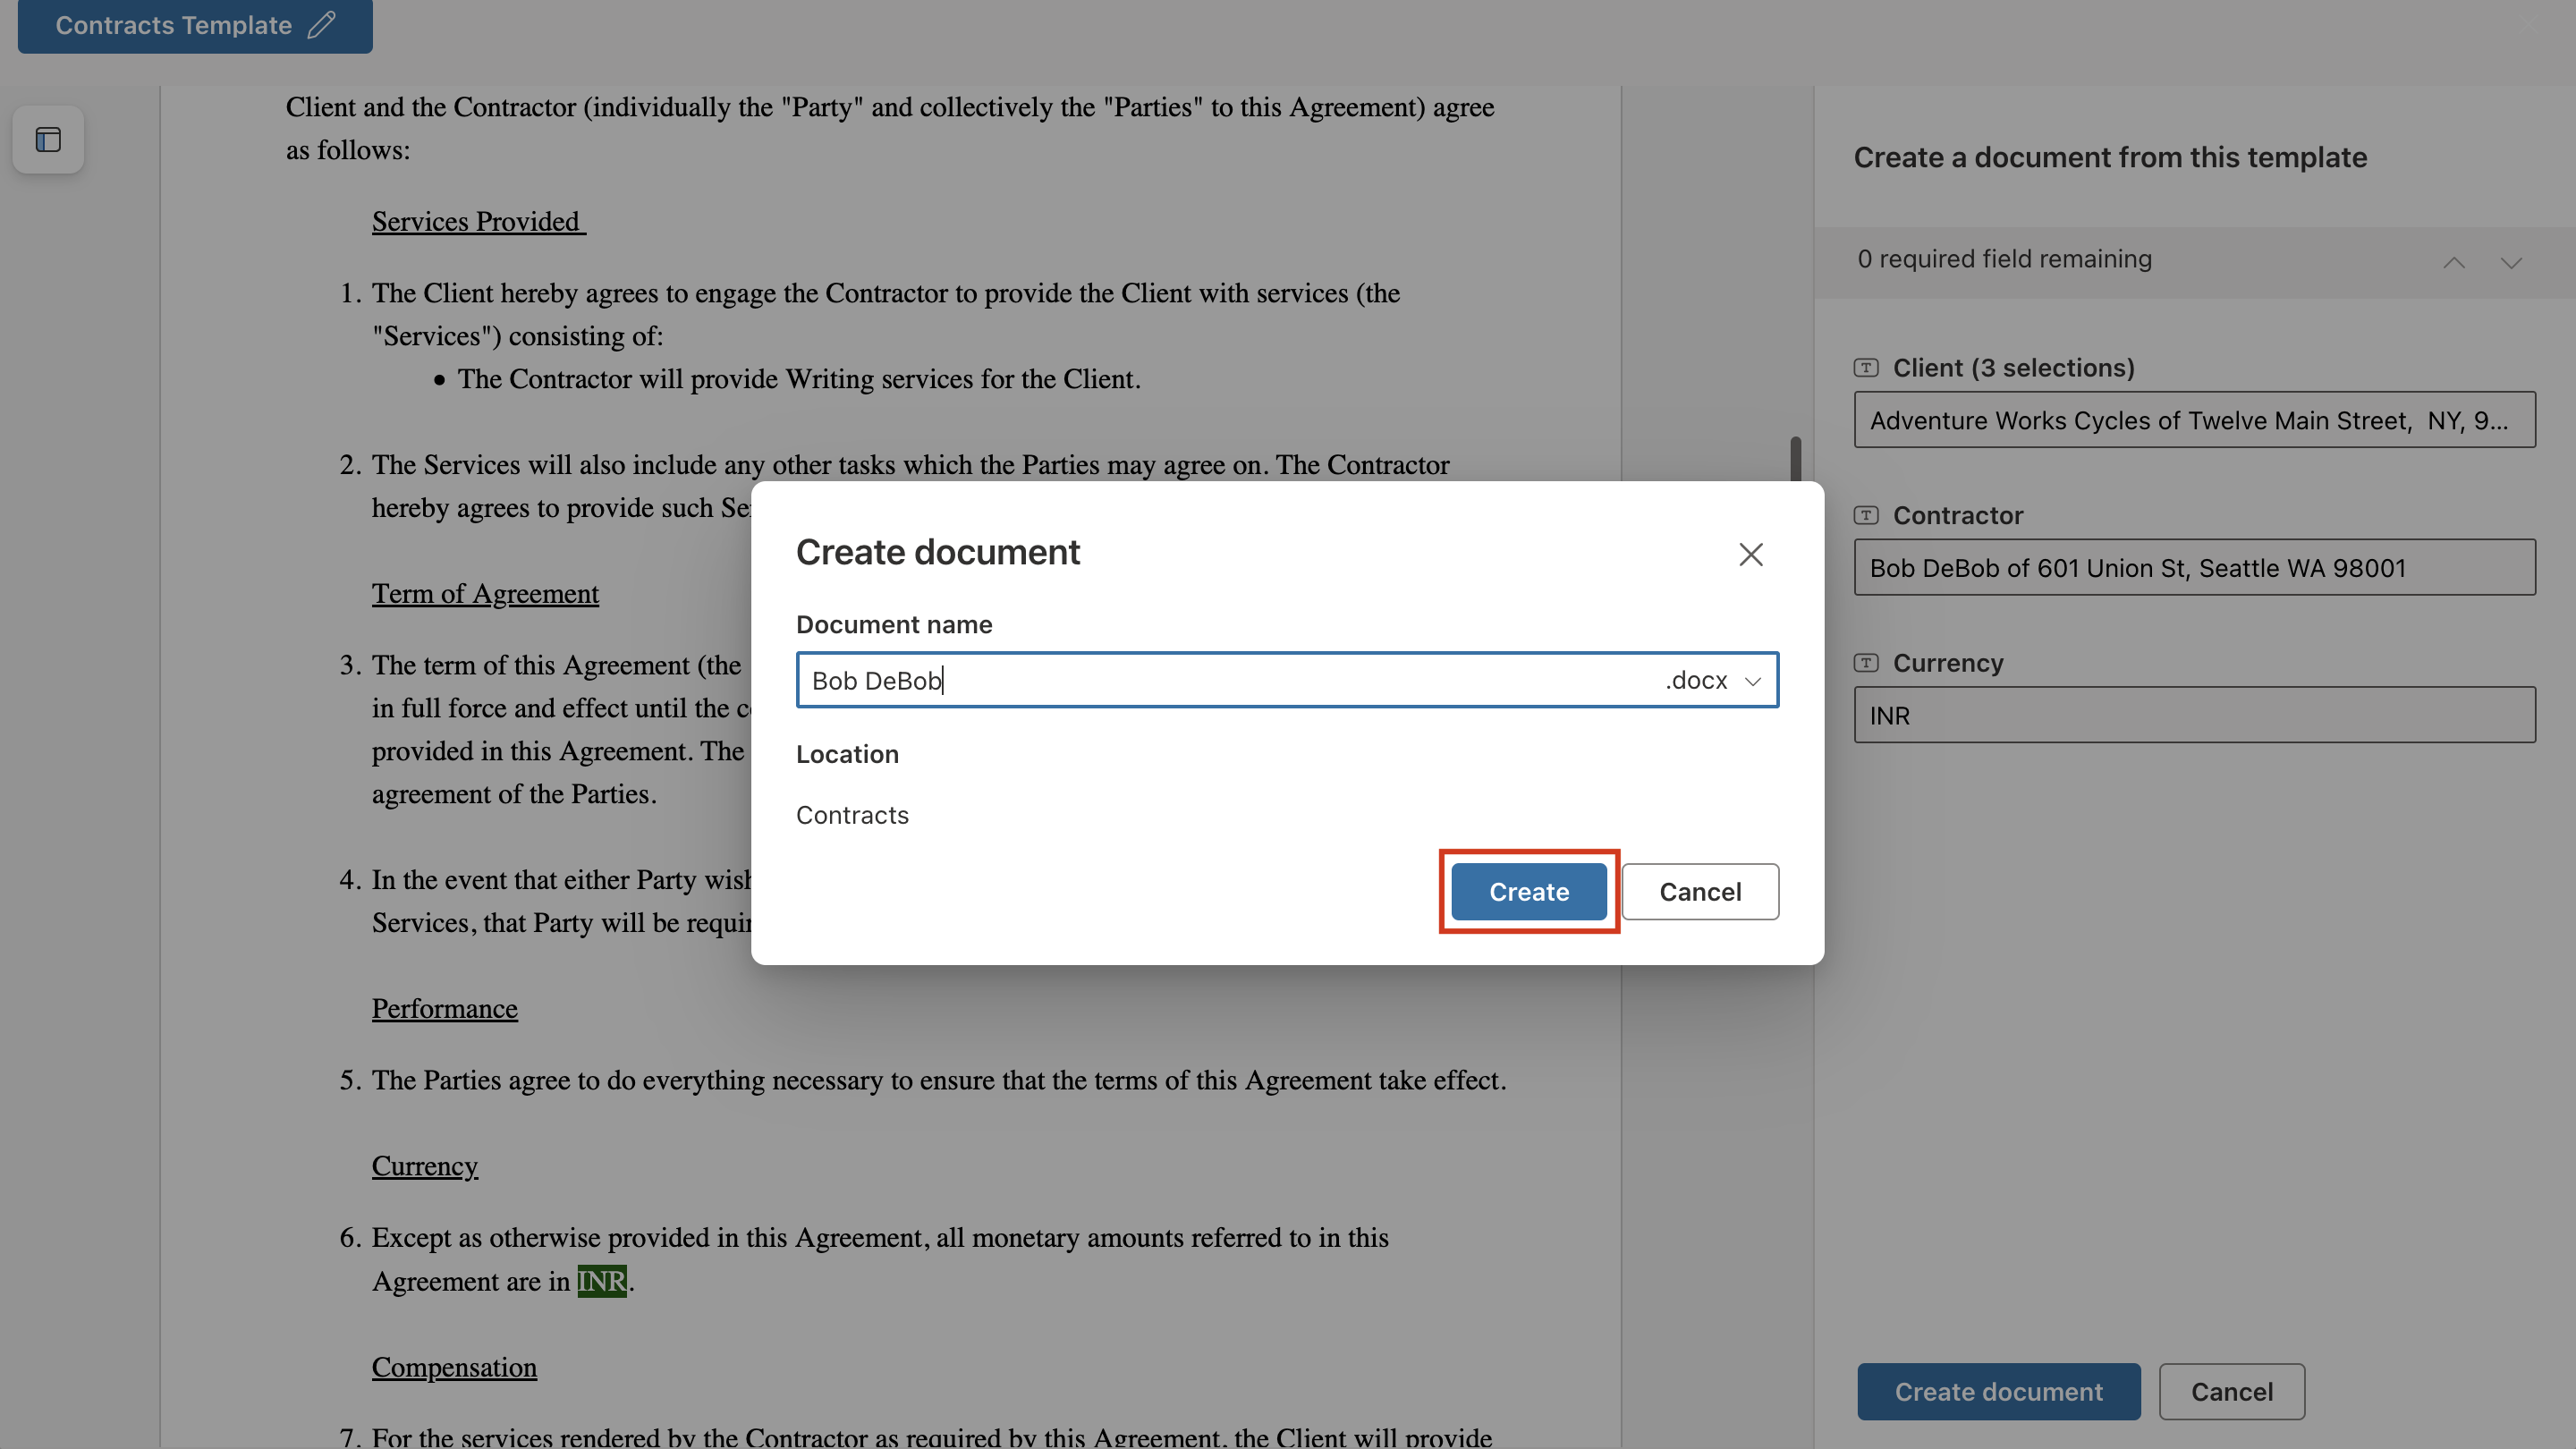 Contracts Template
Client and the Contractor (individually the "Party" and collectively the "Parties" to this Agreement) agree
as follows:
Services Provided
1. The Client hereby agrees to engage the Contractor to provide the Client with services (the
"Services") consisting of:
• The Contractor will provide Writing services for the Client.
2. The Services will also include any other tasks which the Parties may agree on. The Contractor
hereby agrees to provide such Se
Term of Agreement
3. The term of this Agreement (the
in full force and effect until the c
provided in this Agreement. The
agreement of the Parties.
4. In the event that either Party wish
Services, that Party will be requir
Performance
5. The Parties agree to do everything necessary to ensure that the terms of this Agreement take effect.
Currency
6. Except as otherwise provided in this Agreement, all monetary amounts referred to in this
Agreement are in INR.
Compensation
7. For the services rendered by the Contractor as required by this Agreement, the Client will provide
Create document
Document name
Bob DeBob .docx
Location
Contracts
Create Cancel
Create a document from this template
0 required field remaining
T Client (3 selections)
Adventure Works Cycles of Twelve Main Street, NY, 9...
T Contractor
Bob DeBob of 601 Union St, Seattle WA 98001
T Currency
INR
Create document Cancel